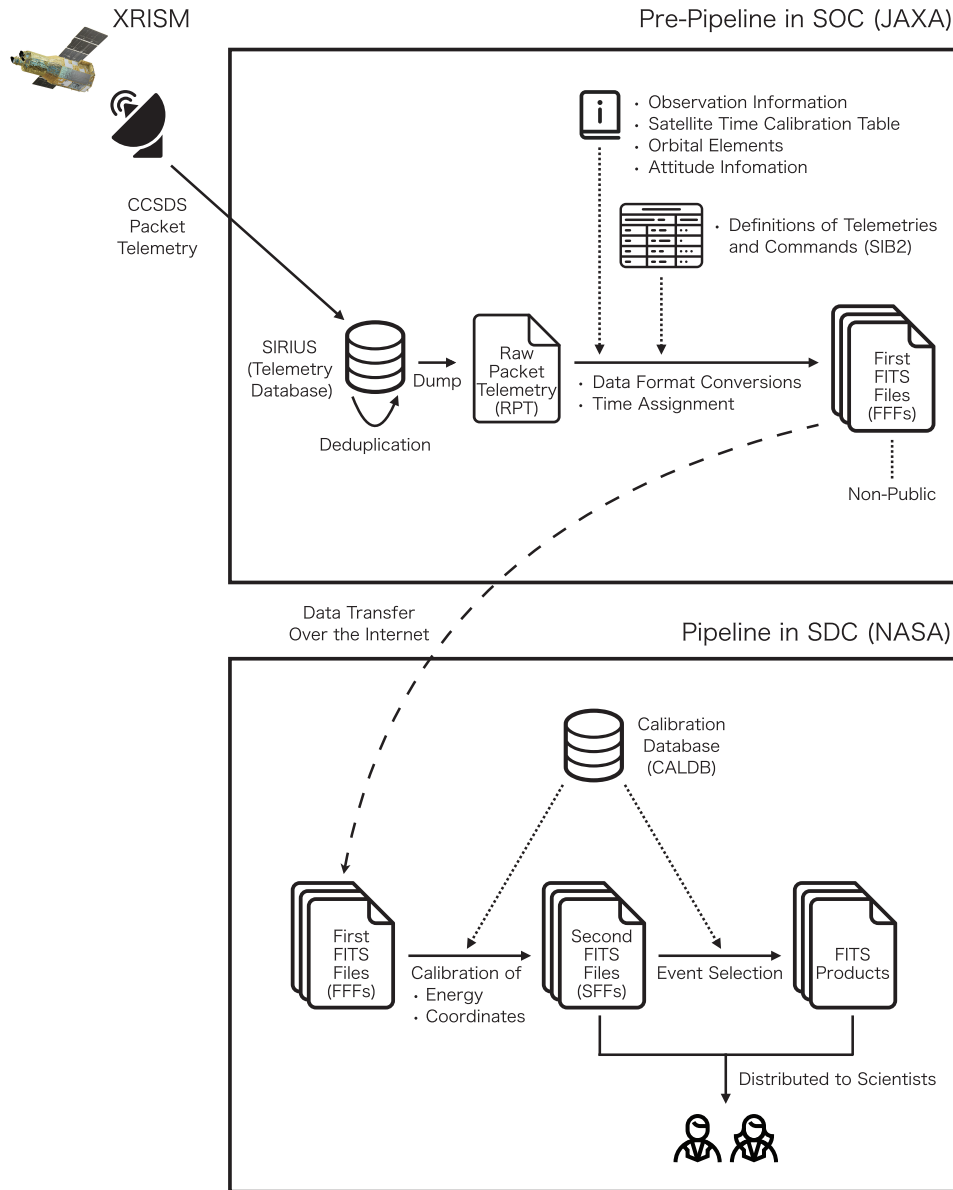 XRISM
Pre-Pipeline in SOC (JAXA)
・ Observation Information
・ Satellite Time Calibration Table
・ Orbital Elements
・ Attitude Infomation
CCSDS
Packet
Telemetry
・ Definitions of Telemetries
and Commands (SIB2)
SIRIUS
(Telemetry
Database)
Dump
Deduplication
Raw
Packet
Telemetry
(RPT)
・ Data Format Conversions
・ Time Assignment
First
FITS
Files
(FFFs)
Non-Public
Data Transfer
Over the Internet
Pipeline in SDC (NASA)
Calibration
Database
(CALDB)
First
FITS
Files
(FFFs)
Calibration of
・ Energy
・ Coordinates
Second
FITS
Files
(SFFs)
Event Selection
FITS
Products
Distributed to Scientists